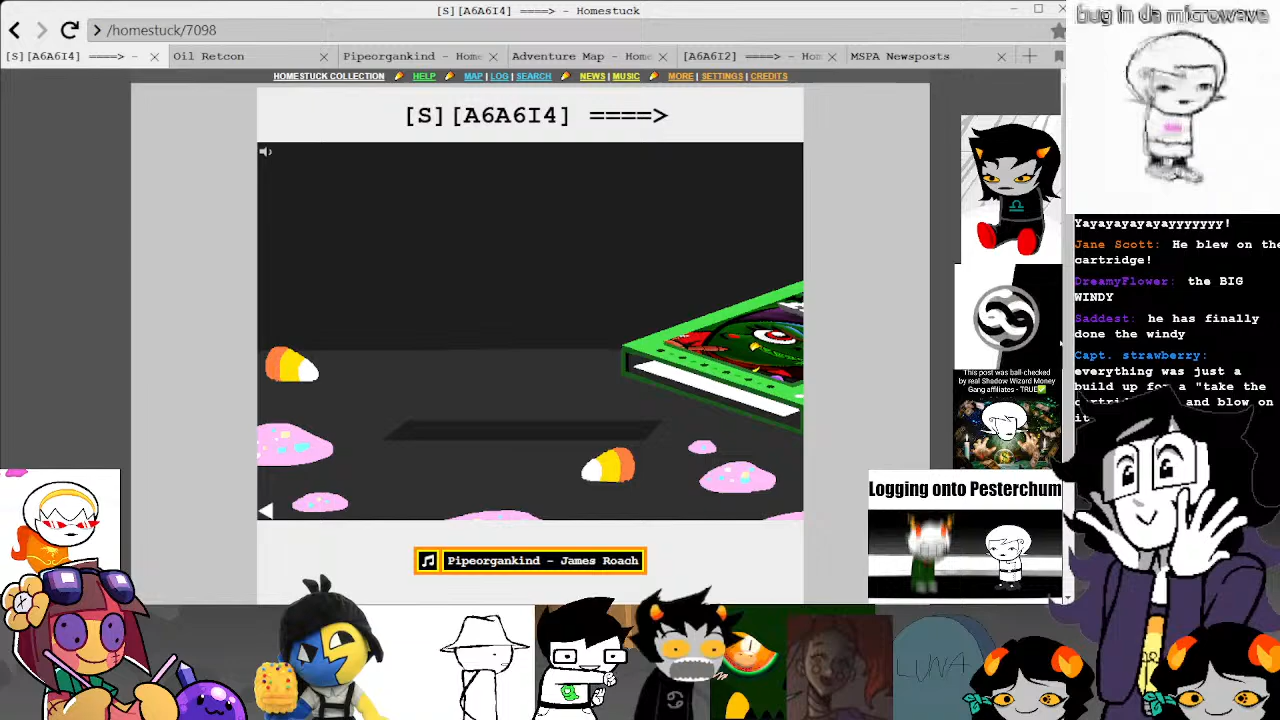 [S][A6A6I4] ====> - Homestuck
/homestuck/7098
[S][A6A6I4] ====> -
Oil Retcon
Pipeorgankind - Home
Adventure Map - Home
[A6A6I2] ====> - Hom
MSPA Newsposts
HOMESTUCK COLLECTION HELP MAP | LOG | SEARCH NEWS | MUSIC MORE | SETTINGS | CREDITS
[S][A6A6I4] ====>
Pipeorgankind - James Roach
bug in da microwave
Yayayayayayayyyyyyy!
Jane Scott: He blew on the
cartridge!
DreamyFlower: the BIG
WINDY
Saddest: he has finally
done the windy
Capt. strawberry:
everything was just a
build up for a "take the
and blow on
This post was ball-checked
by real Shadow Wizard Money
Gang affiliates - TRUE✅
Logging onto Pesterchum
LUNA